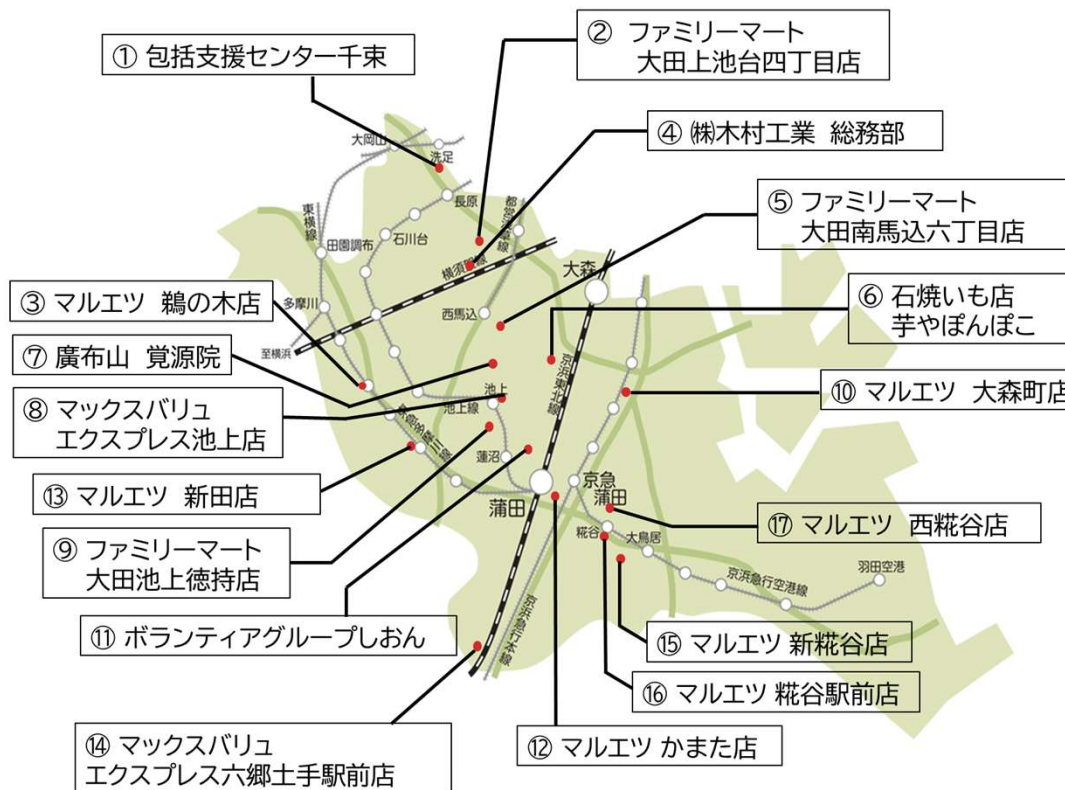 ① 包括支援センター千束
② ファミリーマート
大田上池台四丁目店
④ ㈱木村工業 総務部
⑤ ファミリーマート
大田南馬込六丁目店
③ マルエツ 鵜の木店
⑥ 石焼いも店
芋やぽんぽこ
⑦ 廣布山 覚源院
⑧ マックスバリュ
エクスプレス池上店
⑩ マルエツ 大森町店
⑬ マルエツ 新田店
⑰ マルエツ 西糀谷店
⑨ ファミリーマート
大田池上徳持店
⑪ ボランティアグループしおん
⑮ マルエツ 新糀谷店
⑯ マルエツ 糀谷駅前店
⑭ マックスバリュ
エクスプレス六郷土手駅前店
⑫ マルエツ かまた店
大岡山
洗足
長原
東横線
石川台
田園調布
都営浅草線
横須賀線
大森
多摩川
西馬込
至横浜
京浜東北線
池上
池上線
東急多摩川線
蓮沼
蒲田
京急
蒲田
糀谷
大鳥居
羽田空港
京浜急行空港線
京浜急行本線